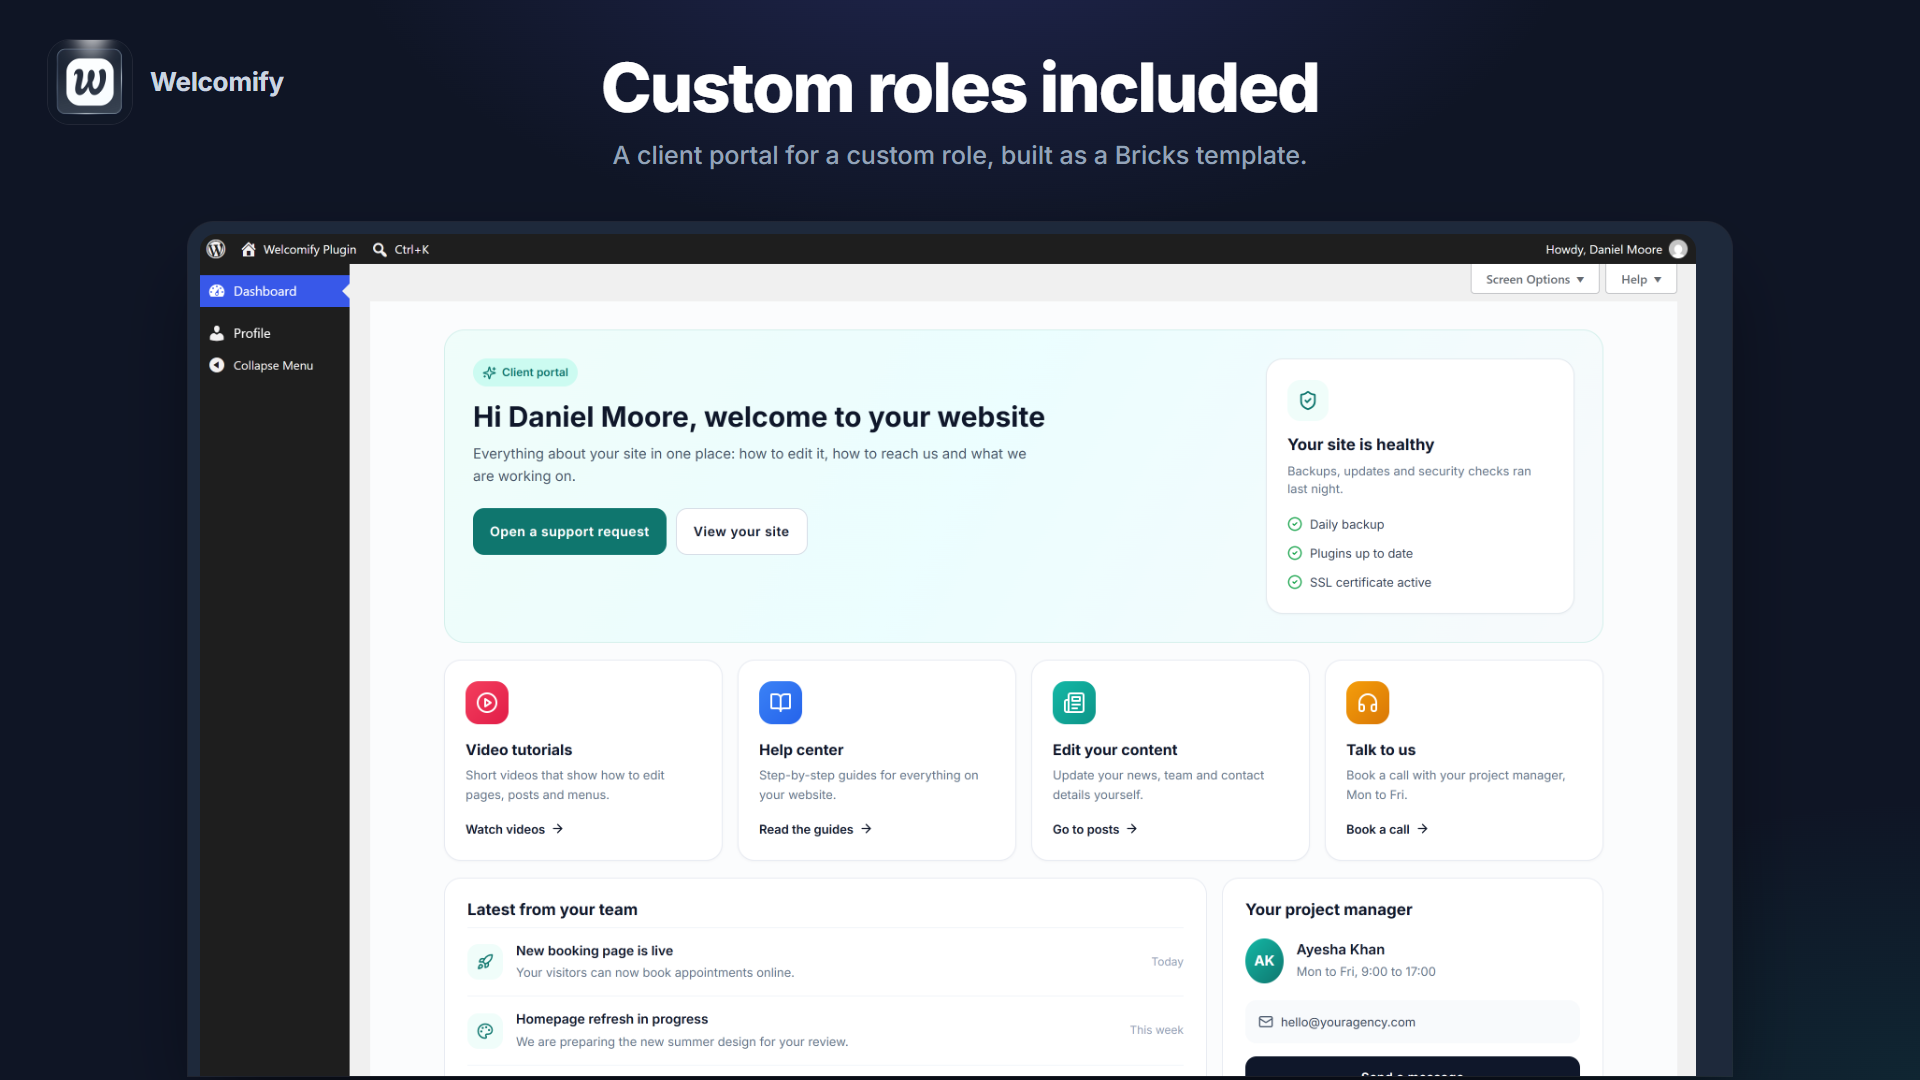 Welcomify
Custom roles included
A client portal for a custom role, built as a Bricks template.
Welcomify Plugin
Ctrl+K
Howdy, Daniel Moore
Screen Options
Help
Dashboard
Profile
Collapse Menu
Client portal
Hi Daniel Moore, welcome to your website
Everything about your site in one place: how to edit it, how to reach us and what we
are working on.
Open a support request
View your site
Your site is healthy
Backups, updates and security checks ran
last night.
Daily backup
Plugins up to date
SSL certificate active
Video tutorials
Short videos that show how to edit
pages, posts and menus.
Watch videos →
Help center
Step-by-step guides for everything on
your website.
Read the guides →
Edit your content
Update your news, team and contact
details yourself.
Go to posts →
Talk to us
Book a call with your project manager,
Mon to Fri.
Book a call →
Latest from your team
New booking page is live
Your visitors can now book appointments online.
Today
Homepage refresh in progress
We are preparing the new summer design for your review.
This week
Your project manager
AK
Ayesha Khan
Mon to Fri, 9:00 to 17:00
hello@youragency.com
Send a message